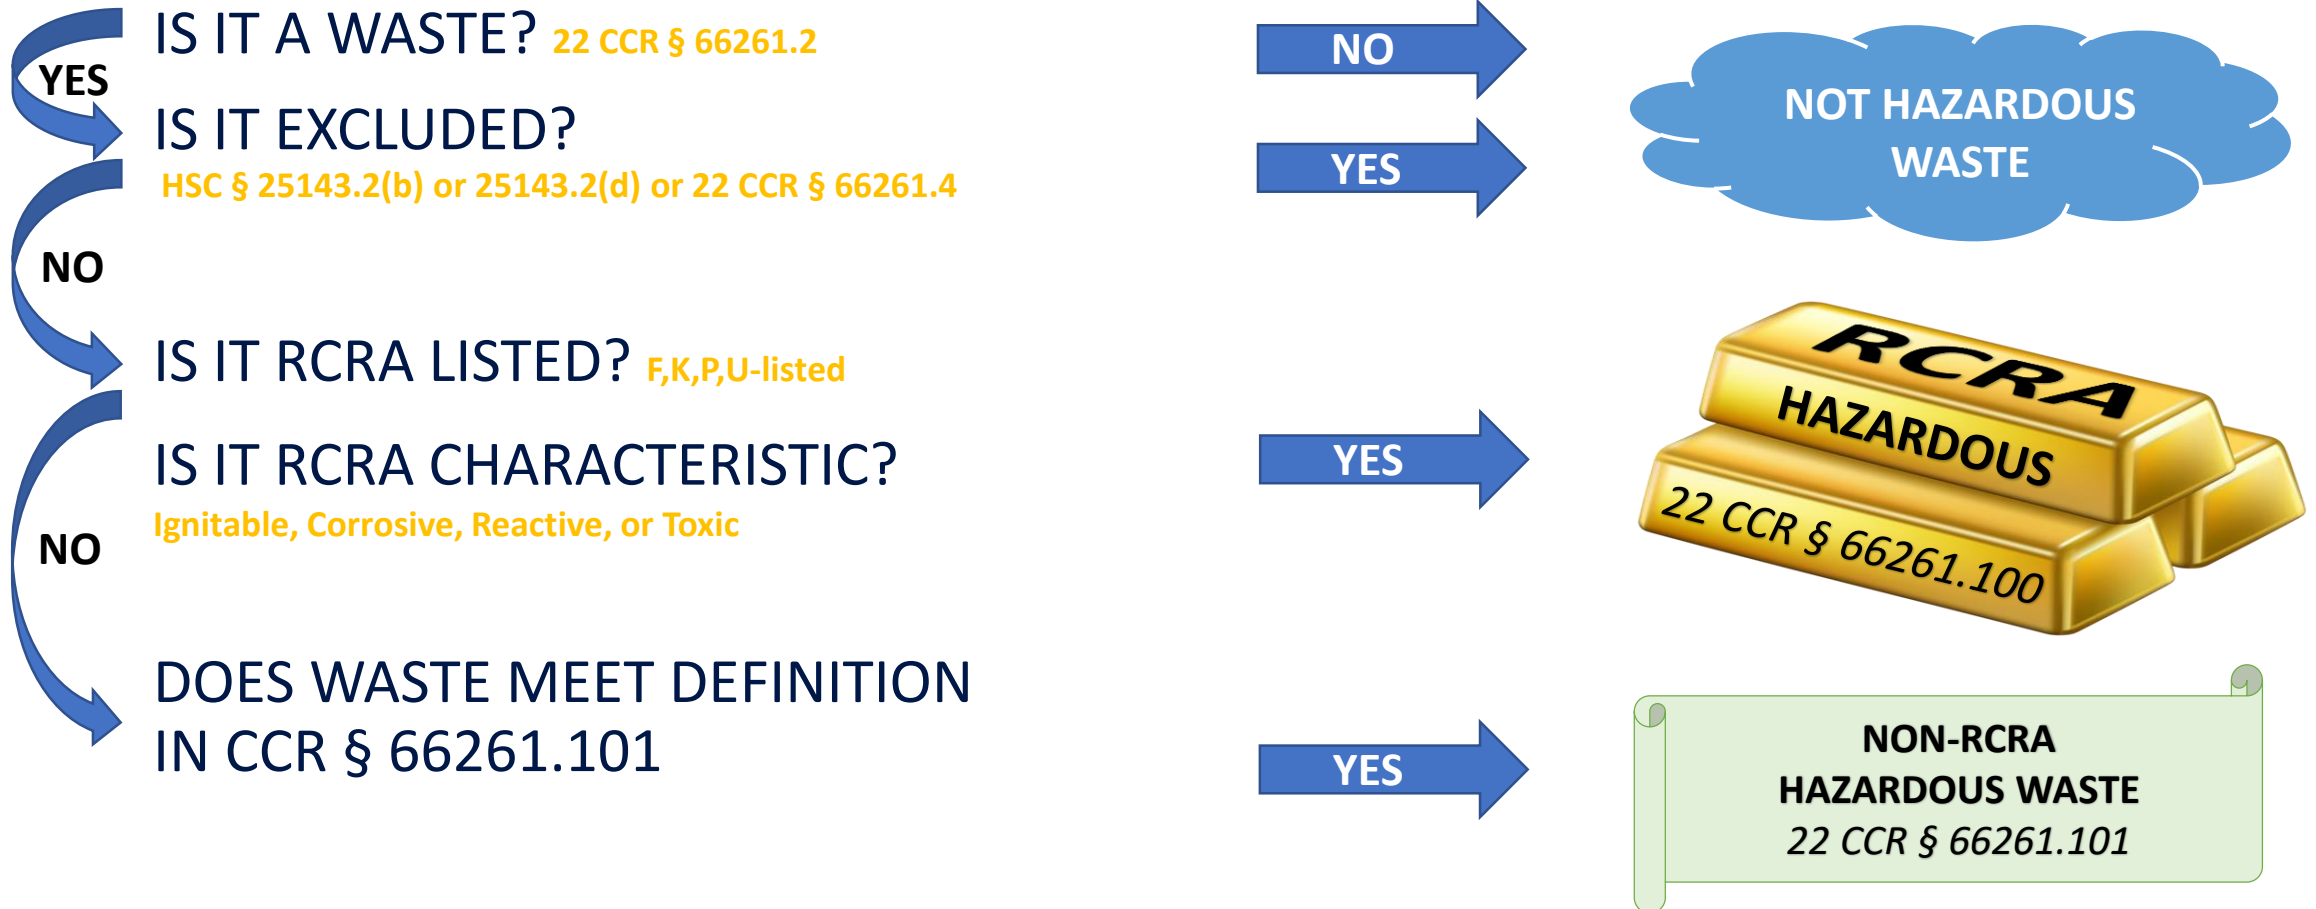 IS IT A WASTE? 22 CCR § 66261.2
NO
YES
IS IT EXCLUDED?
HSC § 25143.2(b) or 25143.2(d) or 22 CCR § 66261.4
YES
NOT HAZARDOUS
WASTE
NO
IS IT RCRA LISTED? F,K,P,U-listed
IS IT RCRA CHARACTERISTIC?
Ignitable, Corrosive, Reactive, or Toxic
YES
RCRA
HAZARDOUS
22 CCR § 66261.100
NO
DOES WASTE MEET DEFINITION
IN CCR § 66261.101
YES
NON-RCRA
HAZARDOUS WASTE
22 CCR § 66261.101